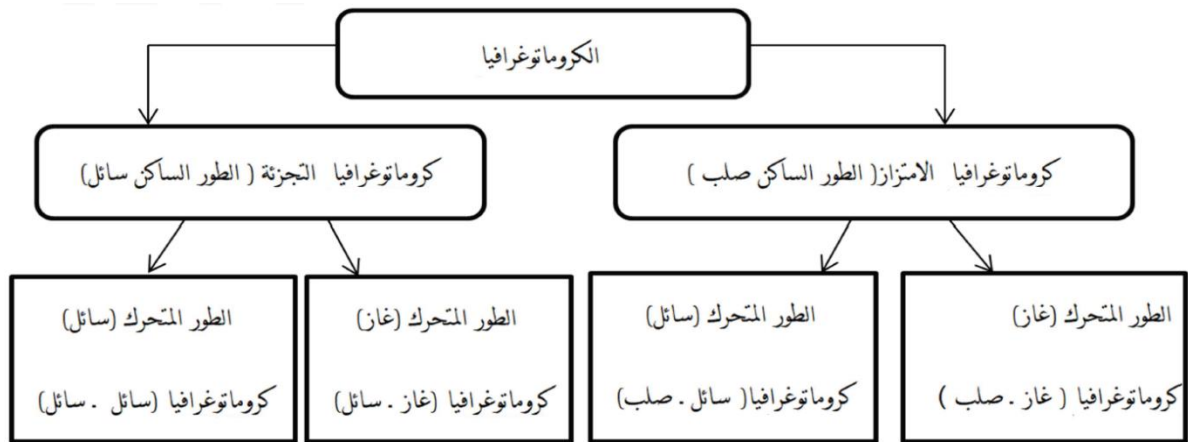 الكروماتوغرافيا
كروماتوغرافيا الامتزاز( الطور الساكن صلب )
كروماتوغرافيا التجزئة ( الطور الساكن سائل)
الطور المتحرك (غاز)
كروماتوغرافيا ( غاز . صلب )
الطور المتحرك (سائل)
كروماتوغرافيا( سائل . صلب)
الطور المتحرك (غاز)
كروماتوغرافيا (غاز . سائل)
الطور المتحرك (سائل)
كروماتوغرافيا (سائل . سائل)